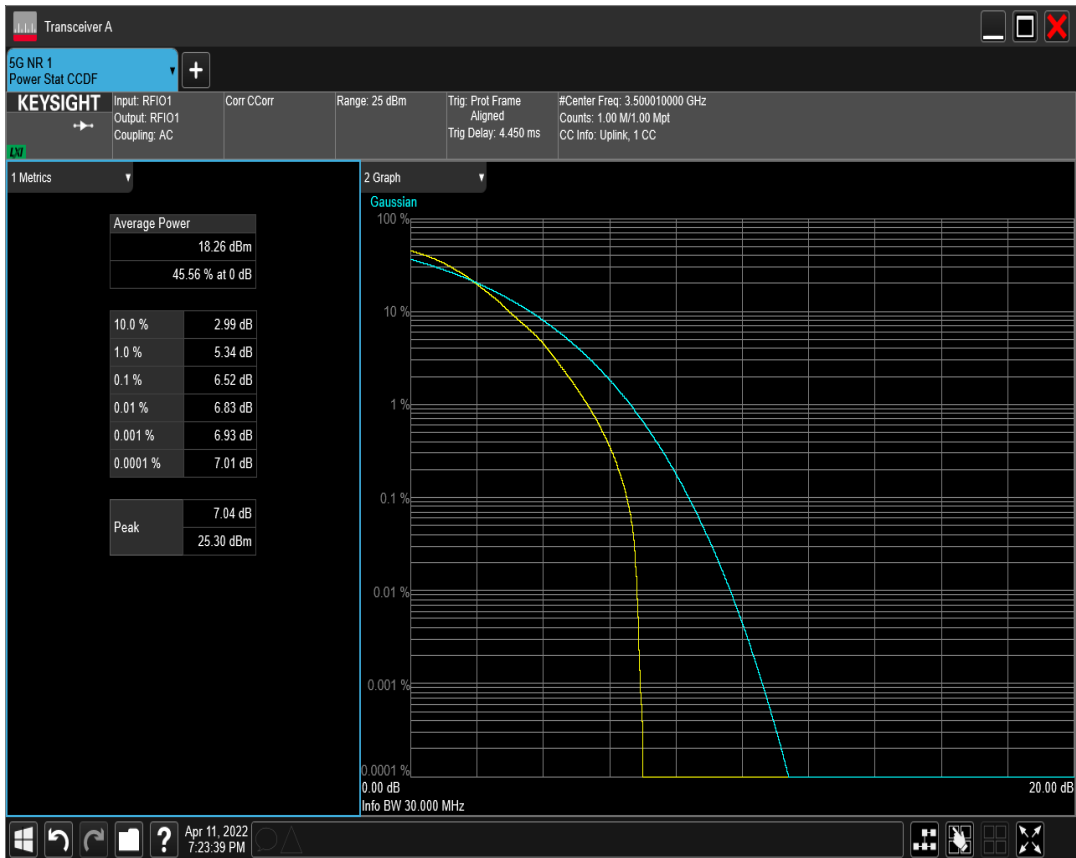 Transceiver A
5G NR 1
Power Stat CCDF
+
KEYSIGHT
LXI
Input: RFIO1
Output: RFIO1
Coupling: AC
Corr CCorr
Range: 25 dBm
Trig: Prot Frame
Aligned
Trig Delay: 4.450 ms
#Center Freq: 3.500010000 GHz
Counts: 1.00 M/1.00 Mpt
CC Info: Uplink, 1 CC
1 Metrics
Average Power
18.26 dBm
45.56 % at 0 dB
10.0 % 2.99 dB
1.0 % 5.34 dB
0.1 % 6.52 dB
0.01 % 6.83 dB
0.001 % 6.93 dB
0.0001 % 7.01 dB
Peak
7.04 dB
25.30 dBm
2 Graph
Gaussian
100 %
10 %
1 %
0.1 %
0.01 %
0.001 %
0.0001 %
0.00 dB 20.00 dB
Info BW 30.000 MHz
?
Apr 11, 2022
7:23:39 PM